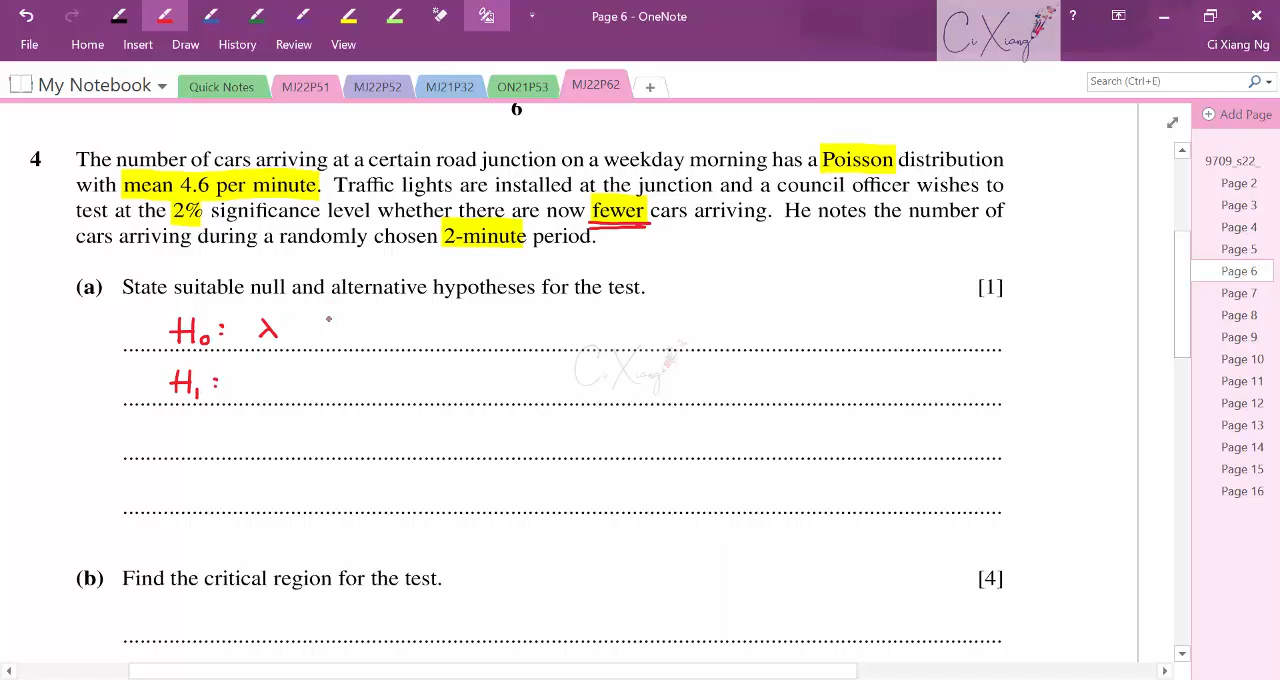 Page 6 - OneNote
Ci Xiang
?
File Home Insert Draw History Review View
Ci Xiang Ng
My Notebook Quick Notes MJ22P51 MJ22P52 MJ21P32 ON21P53 MJ22P62 +
Search (Ctrl+E)
Add Page
6
4 The number of cars arriving at a certain road junction on a weekday morning has a Poisson distribution
with mean 4.6 per minute. Traffic lights are installed at the junction and a council officer wishes to
test at the 2% significance level whether there are now fewer cars arriving. He notes the number of
cars arriving during a randomly chosen 2-minute period.
(a) State suitable null and alternative hypotheses for the test. [1]
H₀ : λ
Ci Xiang
H₁ :
(b) Find the critical region for the test. [4]
9709_s22_
Page 2
Page 3
Page 4
Page 5
Page 6
Page 7
Page 8
Page 9
Page 10
Page 11
Page 12
Page 13
Page 14
Page 15
Page 16